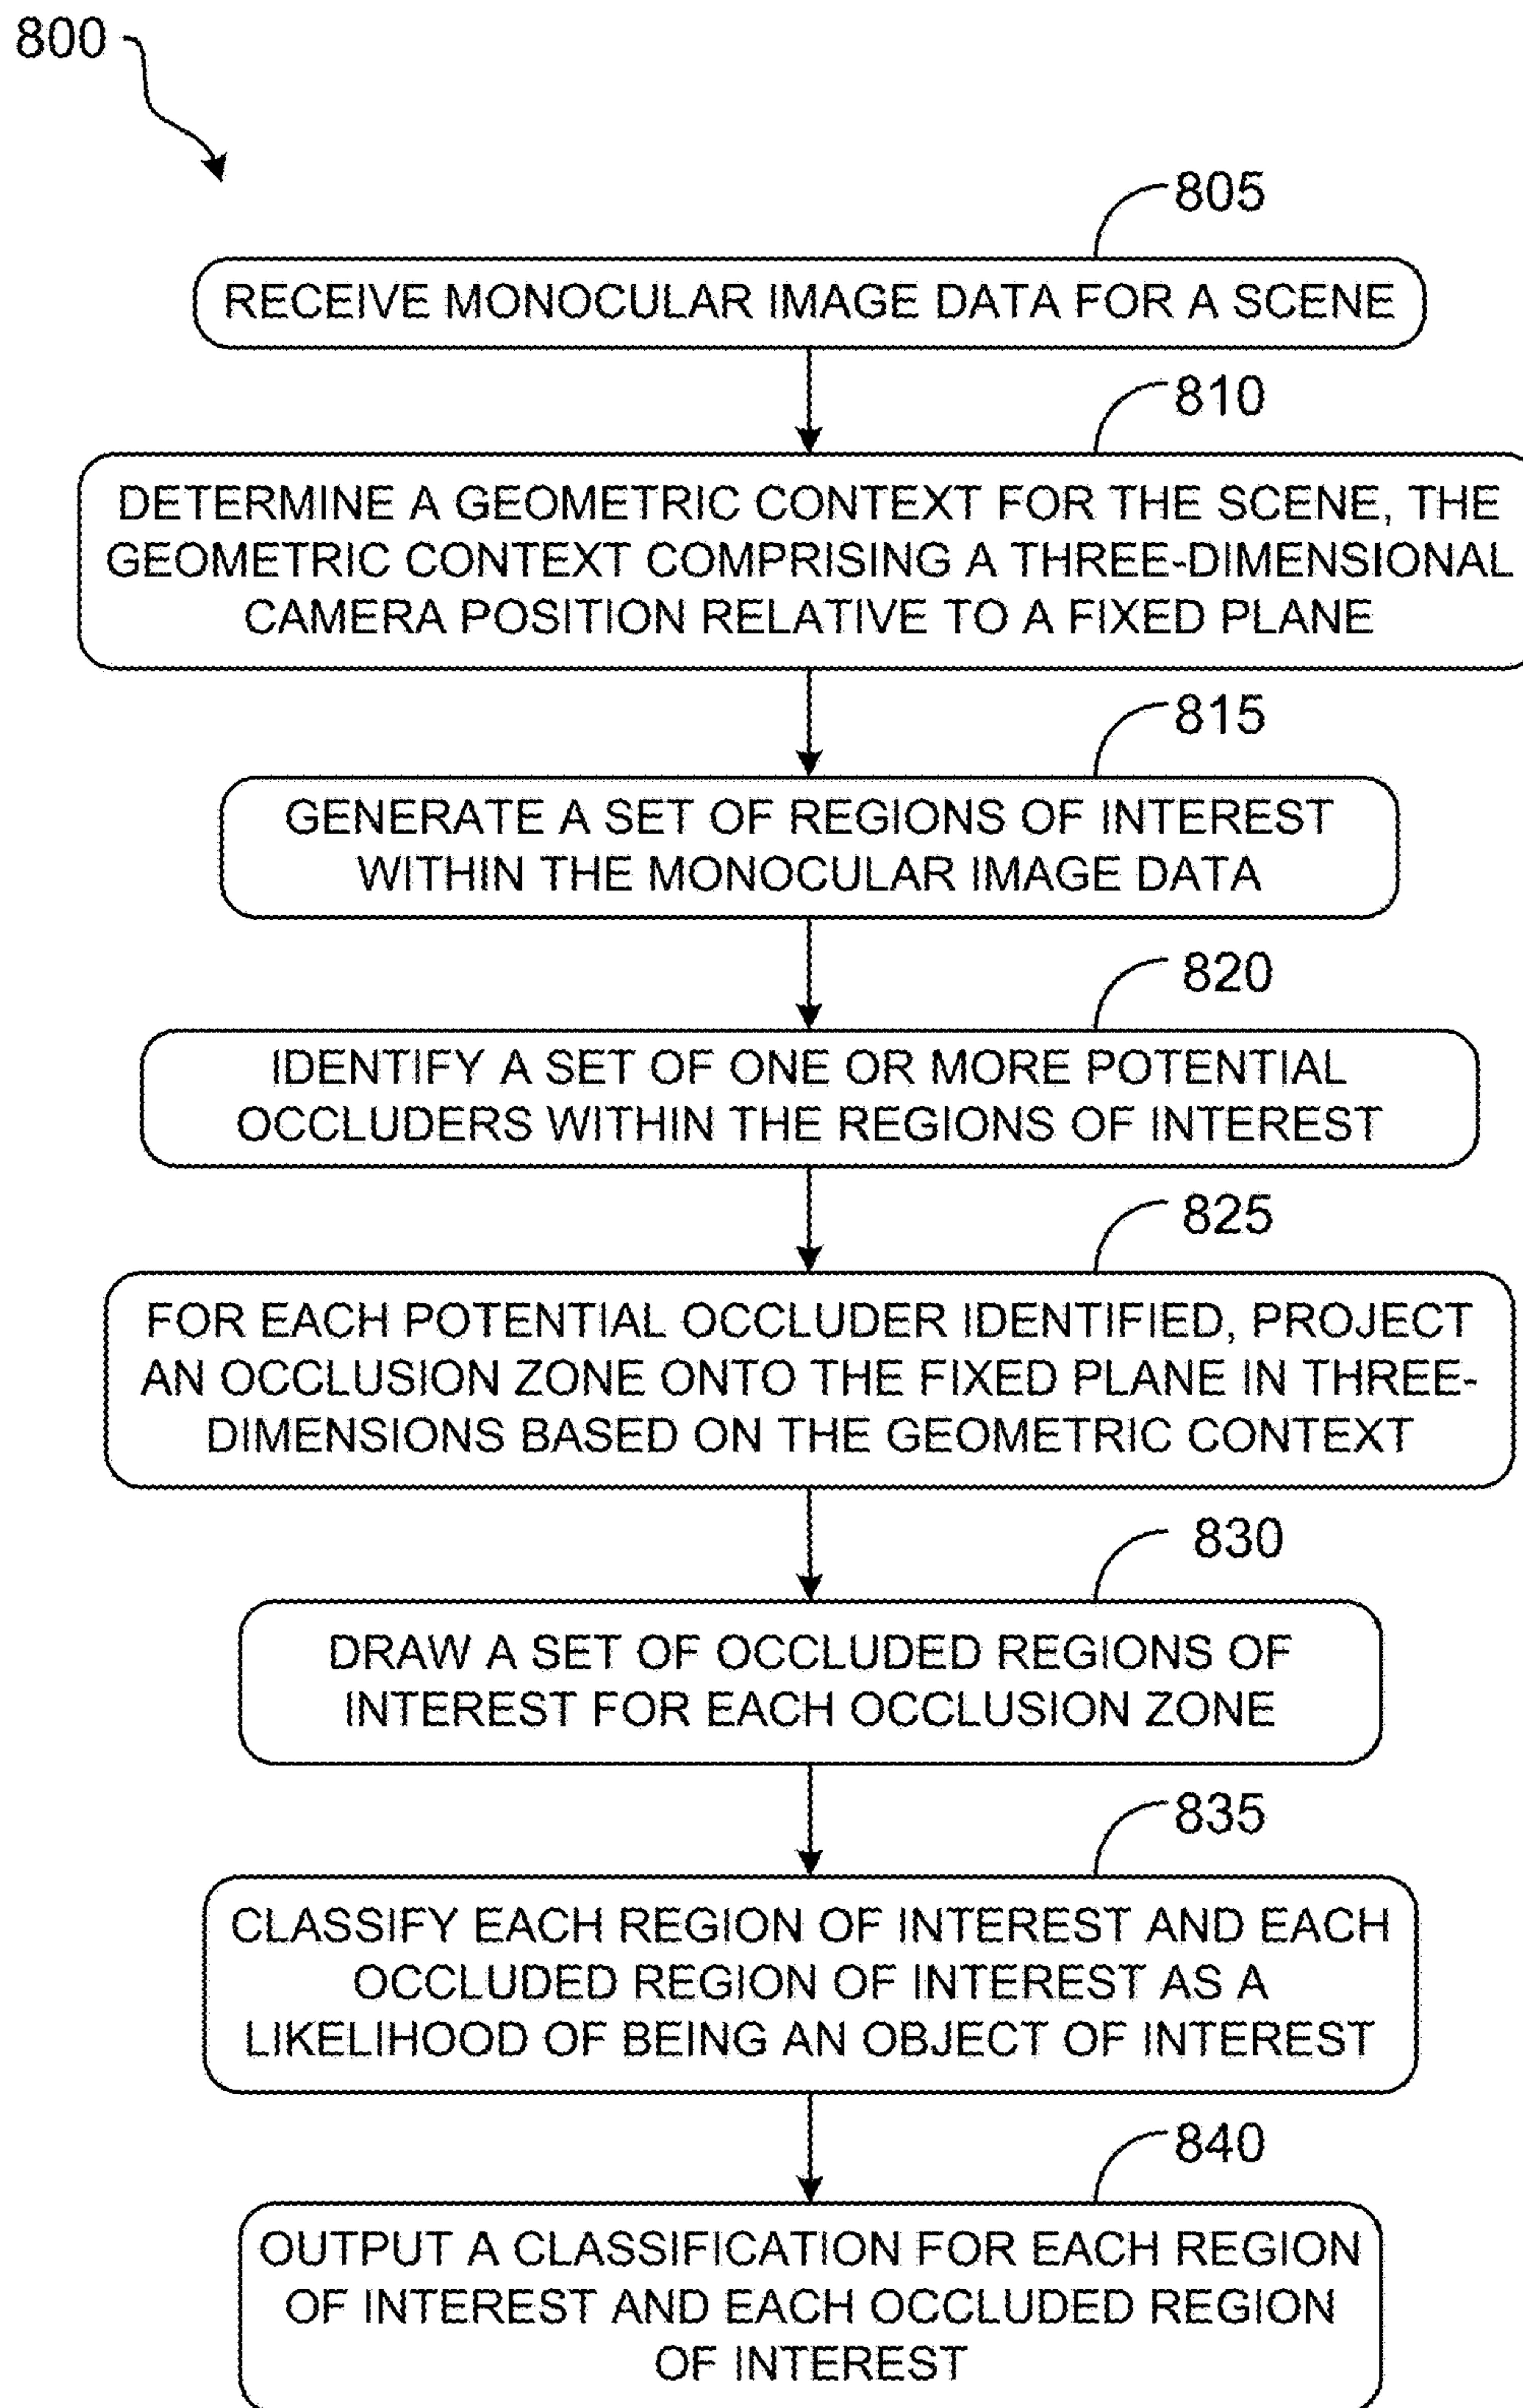 800
805
RECEIVE MONOCULAR IMAGE DATA FOR A SCENE
810
DETERMINE A GEOMETRIC CONTEXT FOR THE SCENE, THE
GEOMETRIC CONTEXT COMPRISING A THREE-DIMENSIONAL
CAMERA POSITION RELATIVE TO A FIXED PLANE
815
GENERATE A SET OF REGIONS OF INTEREST
WITHIN THE MONOCULAR IMAGE DATA
820
IDENTIFY A SET OF ONE OR MORE POTENTIAL
OCCLUDERS WITHIN THE REGIONS OF INTEREST
825
FOR EACH POTENTIAL OCCLUDER IDENTIFIED, PROJECT
AN OCCLUSION ZONE ONTO THE FIXED PLANE IN THREE-
DIMENSIONS BASED ON THE GEOMETRIC CONTEXT
830
DRAW A SET OF OCCLUDED REGIONS OF
INTEREST FOR EACH OCCLUSION ZONE
835
CLASSIFY EACH REGION OF INTEREST AND EACH
OCCLUDED REGION OF INTEREST AS A
LIKELIHOOD OF BEING AN OBJECT OF INTEREST
840
OUTPUT A CLASSIFICATION FOR EACH REGION
OF INTEREST AND EACH OCCLUDED REGION
OF INTEREST